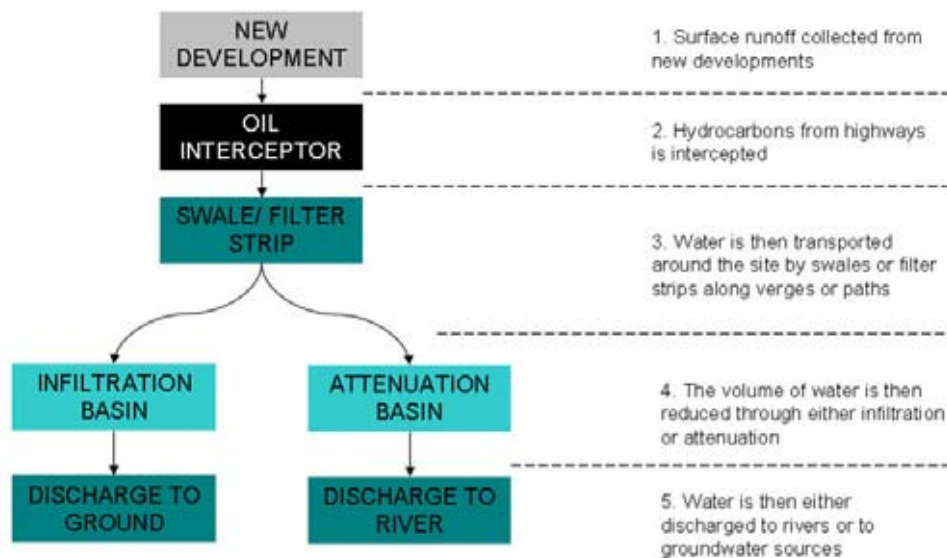 NEW
DEVELOPMENT
1. Surface runoff collected from
new developments
OIL
INTERCEPTOR
2. Hydrocarbons from highways
is intercepted
SWALE/ FILTER
STRIP
3. Water is then transported
around the site by swales or filter
strips along verges or paths
INFILTRATION
BASIN
ATTENUATION
BASIN
4. The volume of water is then
reduced through either infiltration
or attenuation
DISCHARGE TO
GROUND
DISCHARGE TO
RIVER
5. Water is then either
discharged to rivers or to
groundwater sources